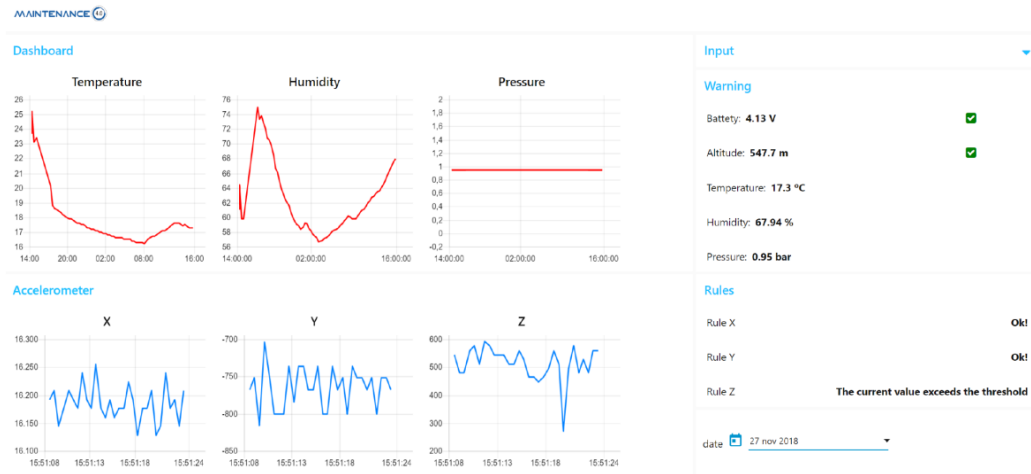 MAINTENANCE 4.0
Dashboard
Temperature
26
25
24
23
22
21
20
19
18
17
16
14:00 20:00 02:00 08:00 16:00
Humidity
76
74
72
70
68
66
64
62
60
58
56
14:00:00 02:00:00 16:00:00
Pressure
2
1,8
1,6
1,4
1,2
1
0,8
0,6
0,4
0,2
0
-0,2
14:00:00 02:00:00 16:00:00
Accelerometer
X
16.300
16.250
16.200
16.150
16.100
15:51:08 15:51:13 15:51:18 15:51:24
Y
-700
-750
-800
-850
15:51:08 15:51:13 15:51:18 15:51:24
Z
600
500
400
300
200
15:51:08 15:51:13 15:51:18 15:51:24
Input
Warning
Battety: 4.13 V
Altitude: 547.7 m
Temperature: 17.3 ºC
Humidity: 67.94 %
Pressure: 0.95 bar
Rules
Rule X Ok!
Rule Y Ok!
Rule Z The current value exceeds the threshold
date 27 nov 2018